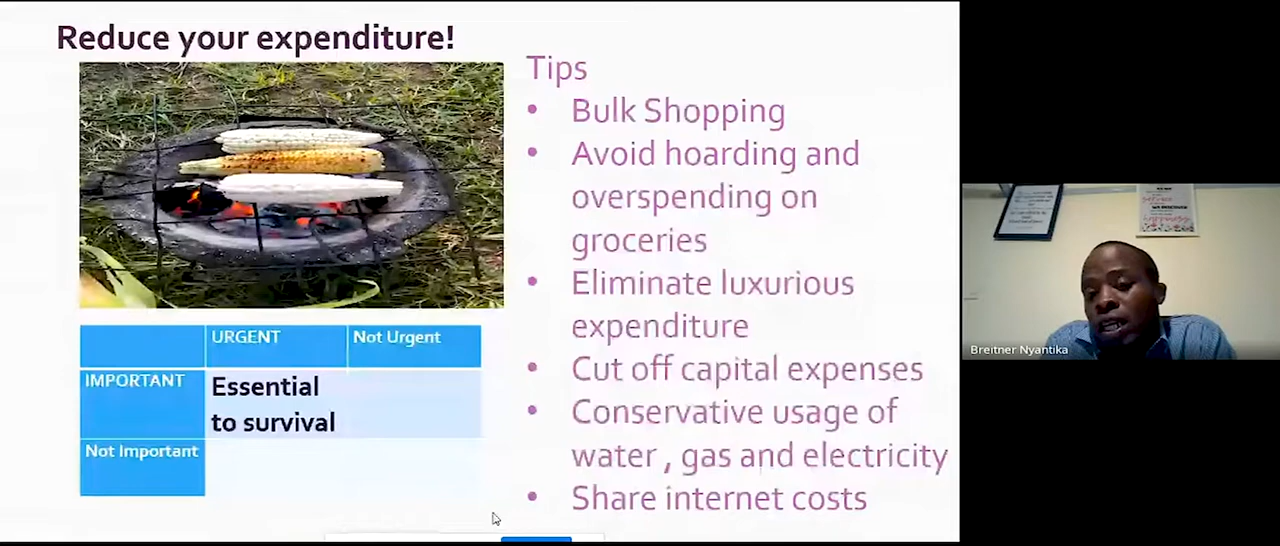 Reduce your expenditure!
Tips
• Bulk Shopping
• Avoid hoarding and
overspending on
groceries
• Eliminate luxurious
expenditure
• Cut off capital expenses
• Conservative usage of
water , gas and electricity
• Share internet costs
URGENT Not Urgent
IMPORTANT Essential
to survival
Not Important
Breitner Nyantika